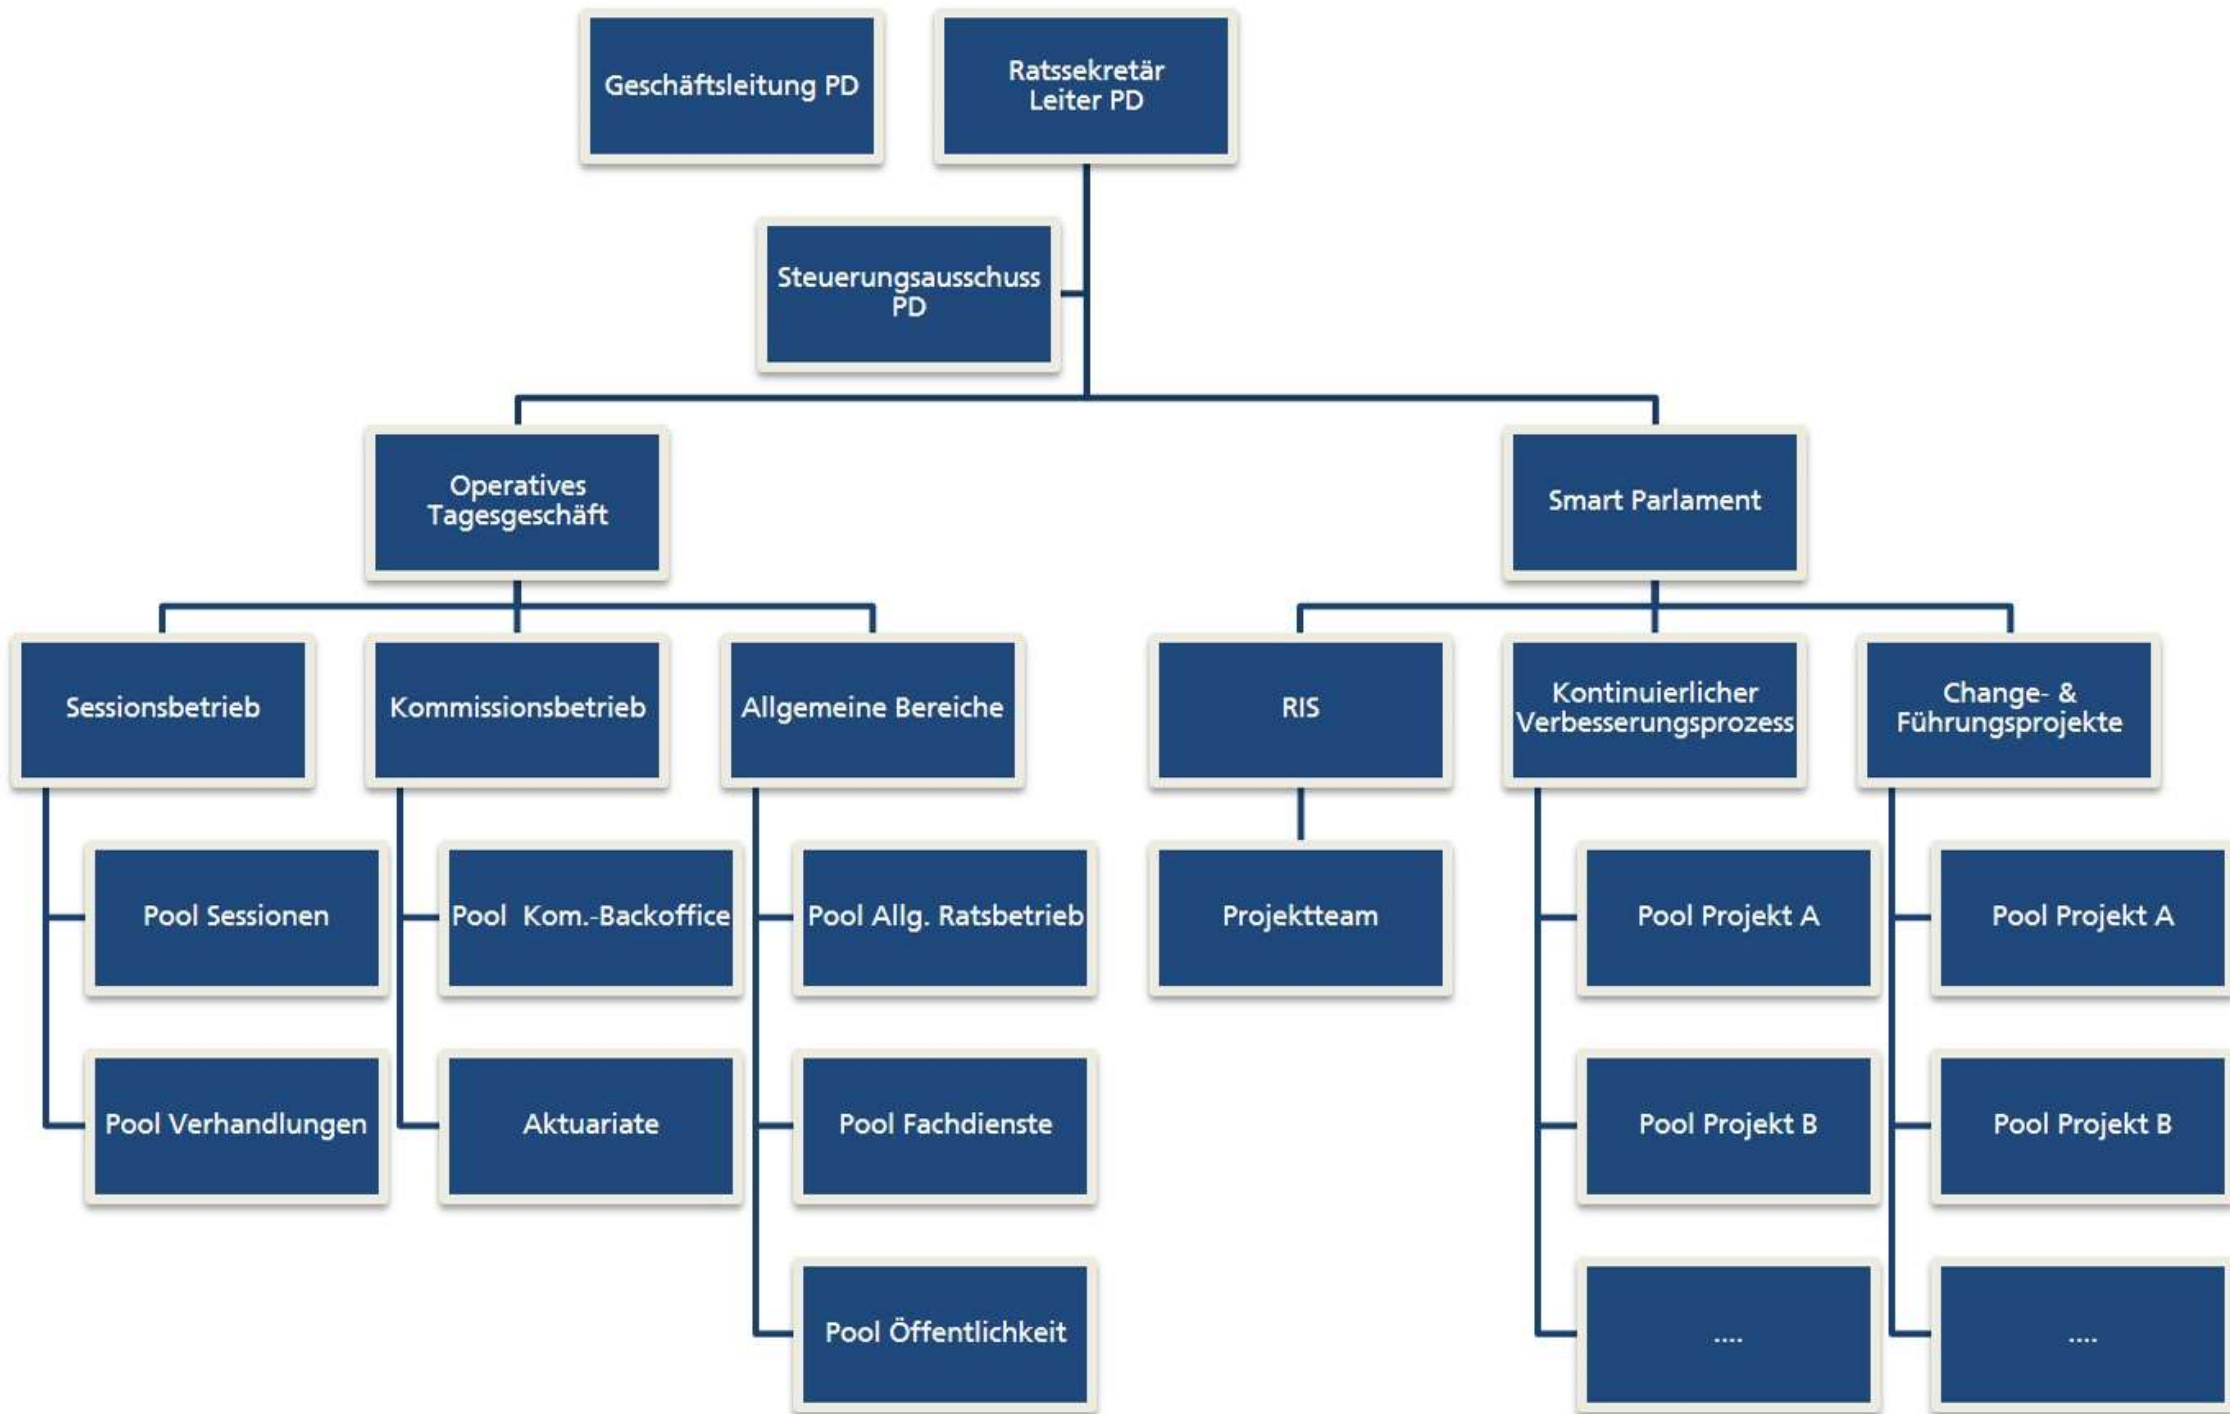 Geschäftsleitung PD
Ratssekretär
Leiter PD
Steuerungsausschuss
PD
Operatives
Tagesgeschäft
Smart Parlament
Sessionsbetrieb
Kommissionsbetrieb
Allgemeine Bereiche
RIS
Kontinuierlicher
Verbesserungsprozess
Change- &
Führungsprojekte
Pool Sessionen
Pool Kom.-Backoffice
Pool Allg. Ratsbetrieb
Projektteam
Pool Projekt A
Pool Projekt A
Pool Verhandlungen
Aktuariate
Pool Fachdienste
Pool Projekt B
Pool Projekt B
Pool Öffentlichkeit
....
....